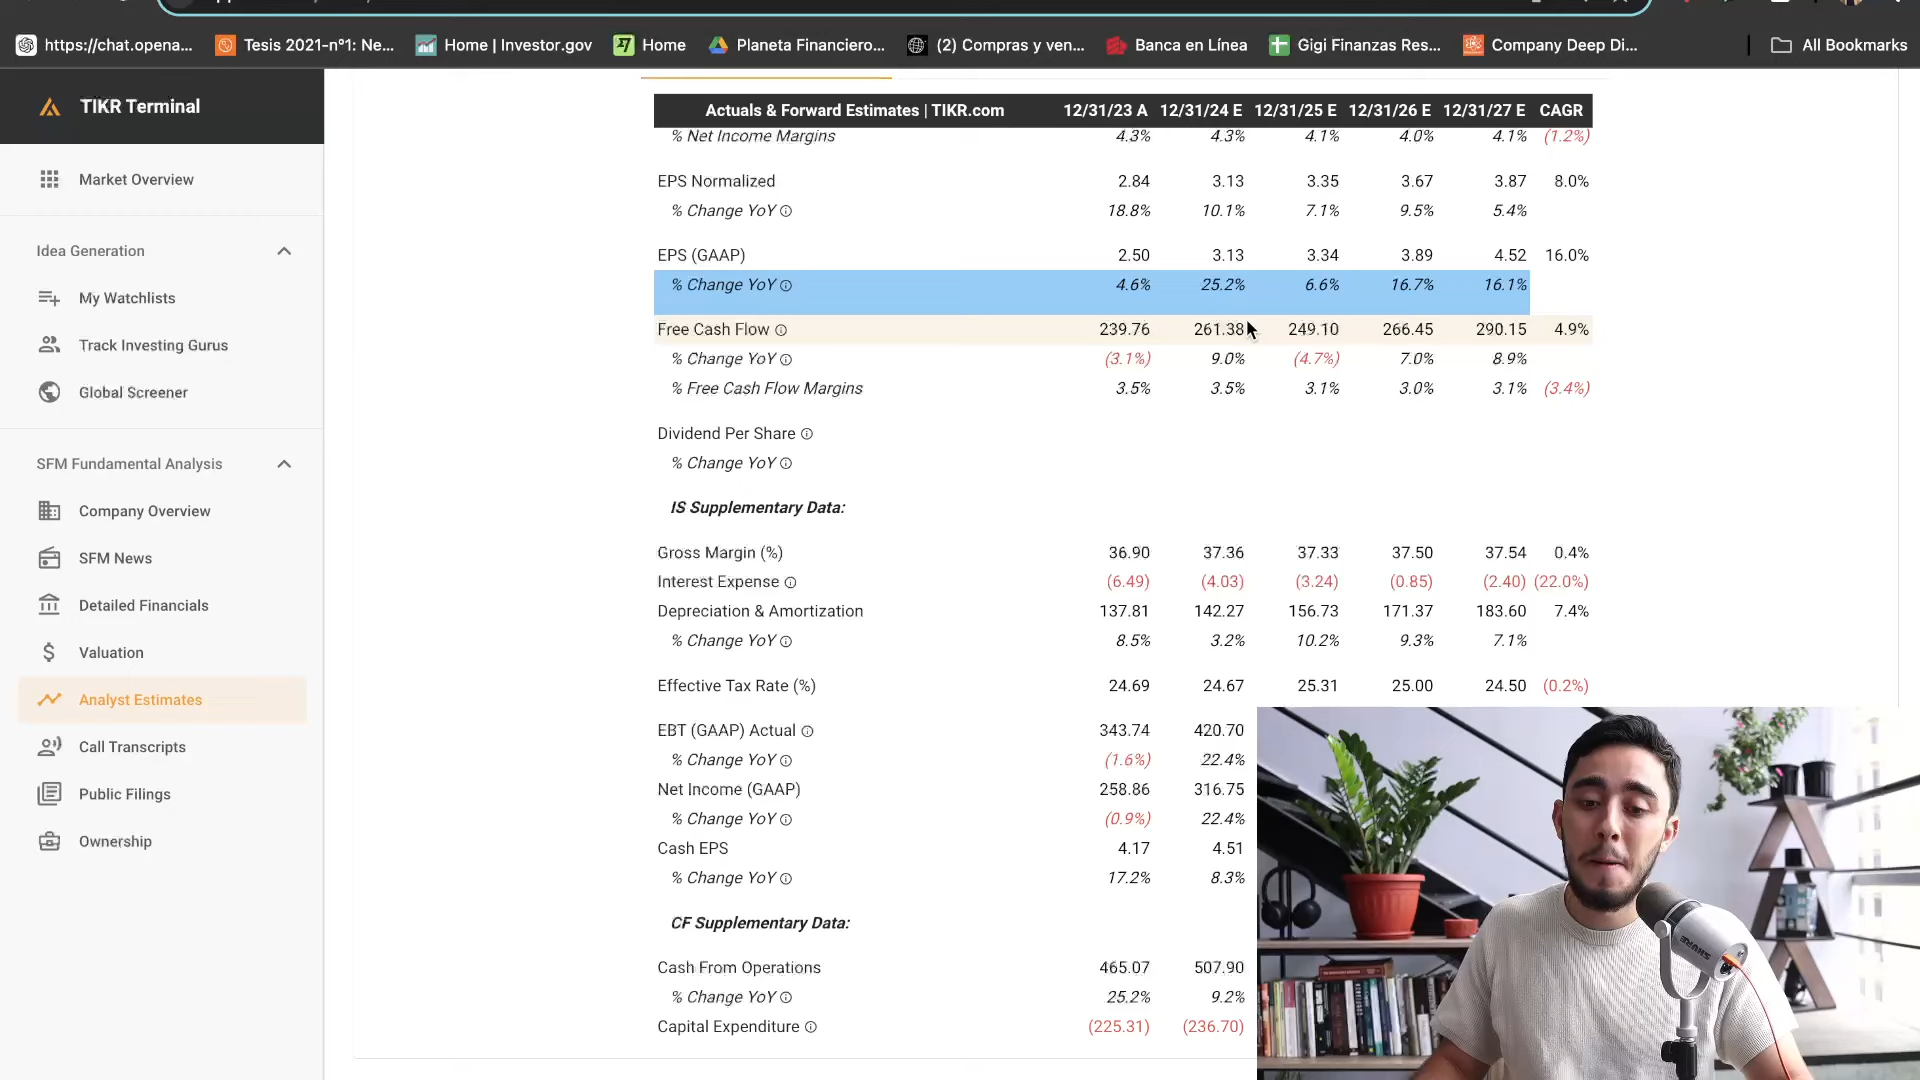 https://chat.opena... Tesis 2021-nº1: Ne... Home | Investor.gov Home Planeta Financiero... (2) Compras y ven... Banca en Línea Gigi Finanzas Res... Company Deep Di... All Bookmarks
TIKR Terminal
Market Overview
Idea Generation
My Watchlists
Track Investing Gurus
Global Screener
SFM Fundamental Analysis
Company Overview
SFM News
Detailed Financials
Valuation
Analyst Estimates
Call Transcripts
Public Filings
Ownership
Actuals & Forward Estimates | TIKR.com 12/31/23 A 12/31/24 E 12/31/25 E 12/31/26 E 12/31/27 E CAGR
% Net Income Margins 4.3% 4.3% 4.1% 4.0% 4.1% (1.2%)
EPS Normalized 2.84 3.13 3.35 3.67 3.87 8.0%
% Change YoY 18.8% 10.1% 7.1% 9.5% 5.4%
EPS (GAAP) 2.50 3.13 3.34 3.89 4.52 16.0%
% Change YoY 4.6% 25.2% 6.6% 16.7% 16.1%
Free Cash Flow 239.76 261.38 249.10 266.45 290.15 4.9%
% Change YoY (3.1%) 9.0% (4.7%) 7.0% 8.9%
% Free Cash Flow Margins 3.5% 3.5% 3.1% 3.0% 3.1% (3.4%)
Dividend Per Share
% Change YoY
IS Supplementary Data:
Gross Margin (%) 36.90 37.36 37.33 37.50 37.54 0.4%
Interest Expense (6.49) (4.03) (3.24) (0.85) (2.40) (22.0%)
Depreciation & Amortization 137.81 142.27 156.73 171.37 183.60 7.4%
% Change YoY 8.5% 3.2% 10.2% 9.3% 7.1%
Effective Tax Rate (%) 24.69 24.67 25.31 25.00 24.50 (0.2%)
EBT (GAAP) Actual 343.74 420.70
% Change YoY (1.6%) 22.4%
Net Income (GAAP) 258.86 316.75
% Change YoY (0.9%) 22.4%
Cash EPS 4.17 4.51
% Change YoY 17.2% 8.3%
CF Supplementary Data:
Cash From Operations 465.07 507.90
% Change YoY 25.2% 9.2%
Capital Expenditure (225.31) (236.70)
SHURE